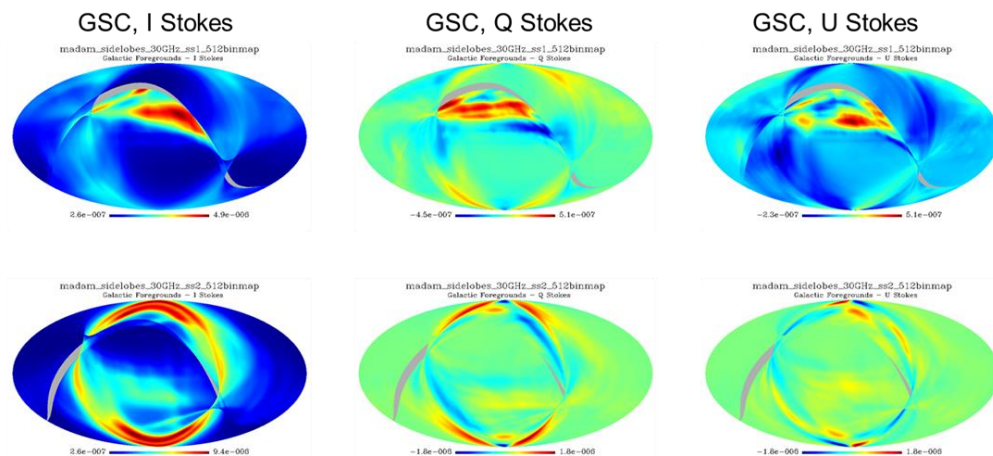 GSC, I Stokes
GSC, Q Stokes
GSC, U Stokes
madam_sidelobes_30GHz_ss1_512binmap
Galactic Foregrounds - I Stokes
2.6e-007
4.9e-006
madam_sidelobes_30GHz_ss1_512binmap
Galactic Foregrounds - Q Stokes
-4.5e-007
5.1e-007
madam_sidelobes_30GHz_ss1_512binmap
Galactic Foregrounds - U Stokes
-2.3e-007
5.1e-007
madam_sidelobes_30GHz_ss2_512binmap
Galactic Foregrounds - I Stokes
2.6e-007
9.4e-006
madam_sidelobes_30GHz_ss2_512binmap
Galactic Foregrounds - Q Stokes
-1.8e-006
1.8e-006
madam_sidelobes_30GHz_ss2_512binmap
Galactic Foregrounds - U Stokes
-1.8e-006
1.8e-006